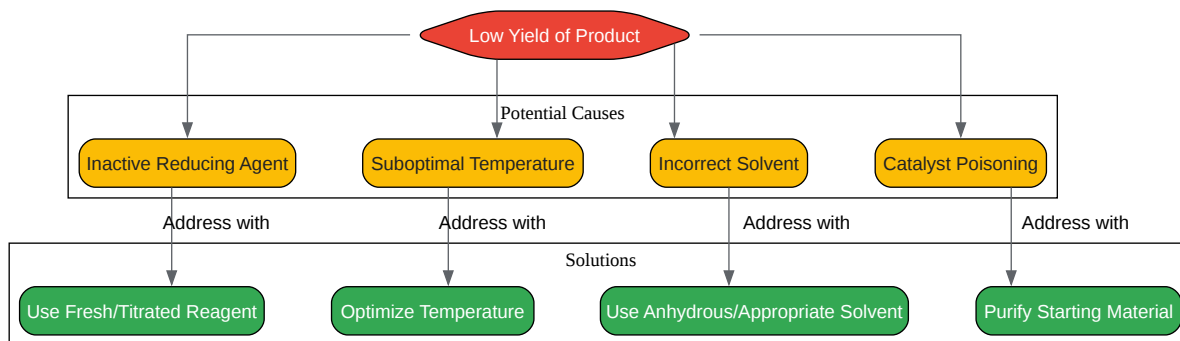 Low Yield of Product
Potential Causes
Inactive Reducing Agent
Suboptimal Temperature
Incorrect Solvent
Catalyst Poisoning
Address with
Address with
Address with
Address with
Solutions
Use Fresh/Titrated Reagent
Optimize Temperature
Use Anhydrous/Appropriate Solvent
Purify Starting Material